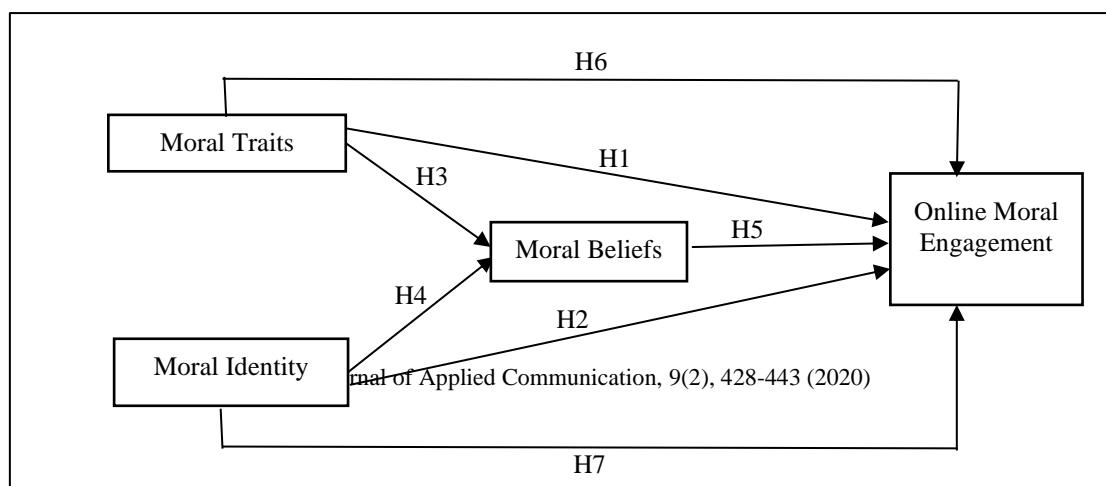 H6
Moral Traits
H1
H3
Online Moral
Engagement
H5
Moral Beliefs
H4
H2
Moral Identity
rnal of Applied Communication, 9(2), 428-443 (2020)
H7